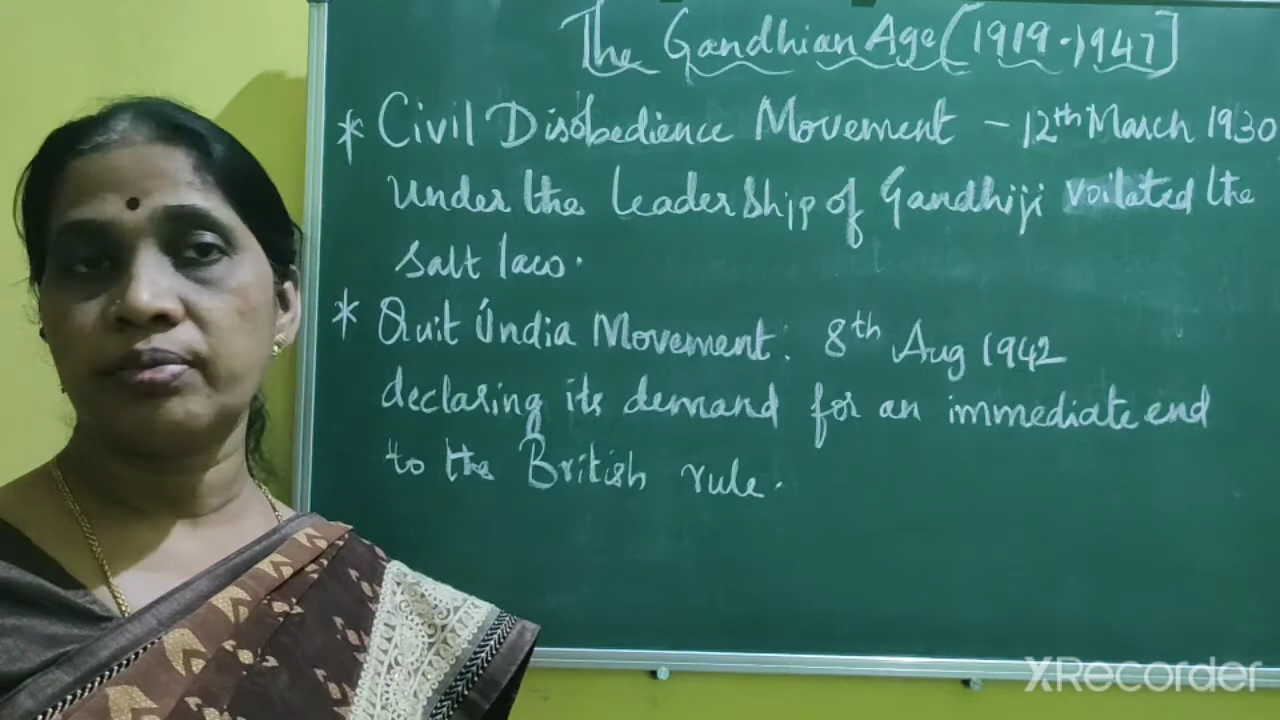 The Gandhian Age (1919-1947]
* Civil Disobedience Movement - 12th March 1930
under the leadership of Gandhiji voilated the
salt law.
* Quit India Movement: 8th Aug 1942
declaring its demand for an immediate end
to the British rule.
XRecorder